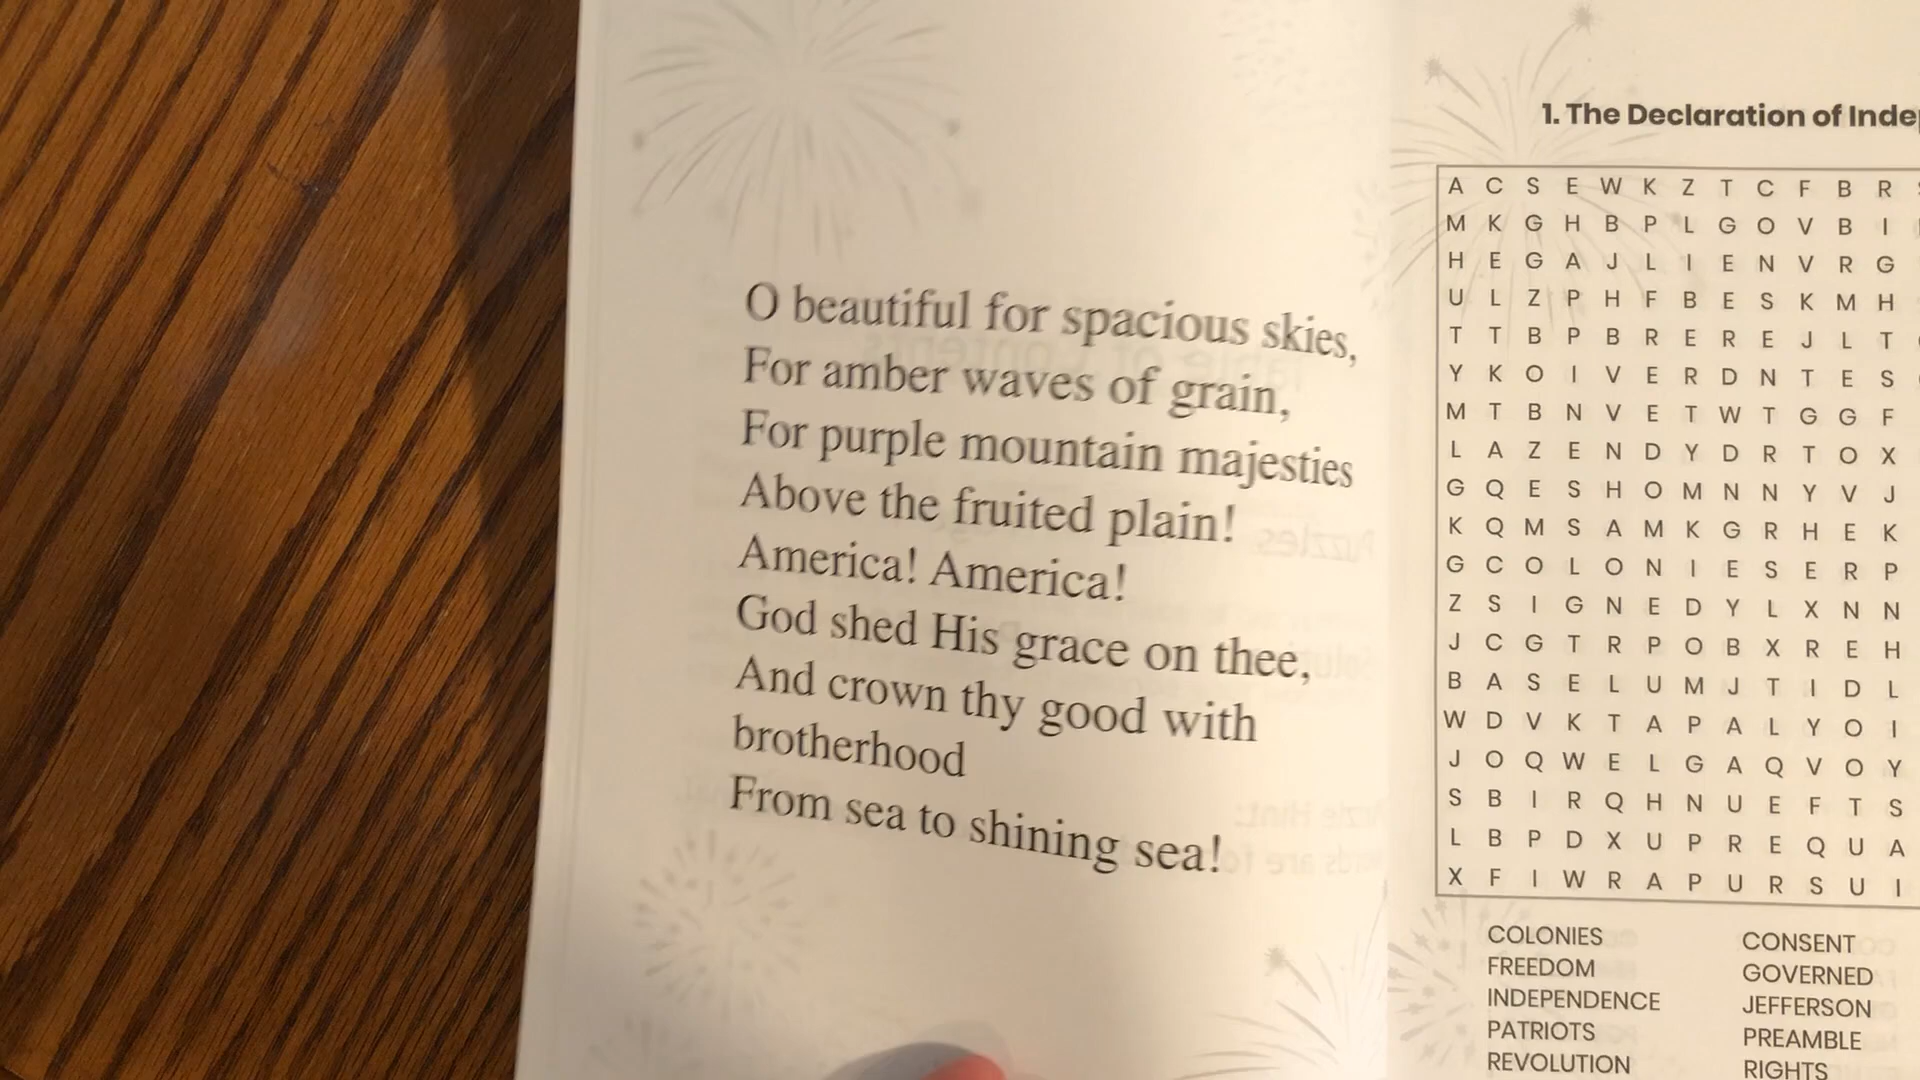 O beautiful for spacious skies,
For amber waves of grain,
For purple mountain majesties
Above the fruited plain!
America! America!
God shed His grace on thee,
And crown thy good with
brotherhood
From sea to shining sea!
1. The Declaration of Inde
A C S E W K Z T C F B R
M K G H B P L G O V B I
H E G A J L I E N V R G
U L Z P H F B E S K M H
T T B P B R E R E J L T
Y K O I V E R D N T E S
M T B N V E T W T G G F
L A Z E N D Y D R T O X
G Q E S H O M N N Y V J
K Q M S A M K G R H E K
G C O L O N I E S E R P
Z S I G N E D Y L X N N
J C G T R P O B X R E H
B A S E L U M J T I D L
W D V K T A P A L Y O I
J O Q W E L G A Q V O Y
S B I R Q H N U E F T S
L B P D X U P R E Q U A
X F I W R A P U R S U I
COLONIES CONSENT
FREEDOM GOVERNED
INDEPENDENCE JEFFERSON
PATRIOTS PREAMBLE
REVOLUTION RIGHTS